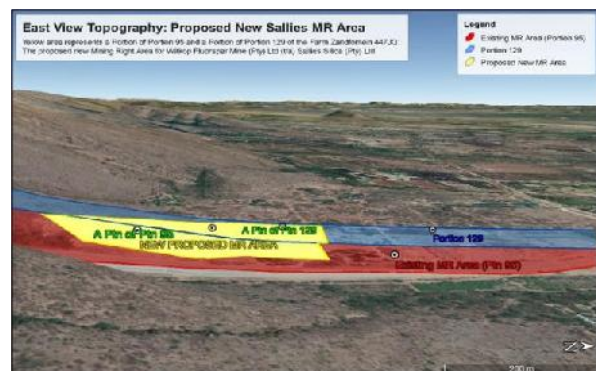 East View Topography: Proposed New Sallies MR Area
Yellow area represents a Portion of Portion 95 and a Portion of Portion 129 of the Farm Zandfontein 447JQ
The proposed new Mining Right Area for Witkop Fluorspar Mine (Pty) Ltd (t/a) Sallies Silica (Pty) Ltd
Legend
Existing MR Area (Portion 95)
Portion 129
Proposed New MR Area
A Ptn of Ptn 95
A Ptn of Ptn 129
NEW PROPOSED MR AREA
Portion 129
Existing MR Area (Ptn 95)
200 m